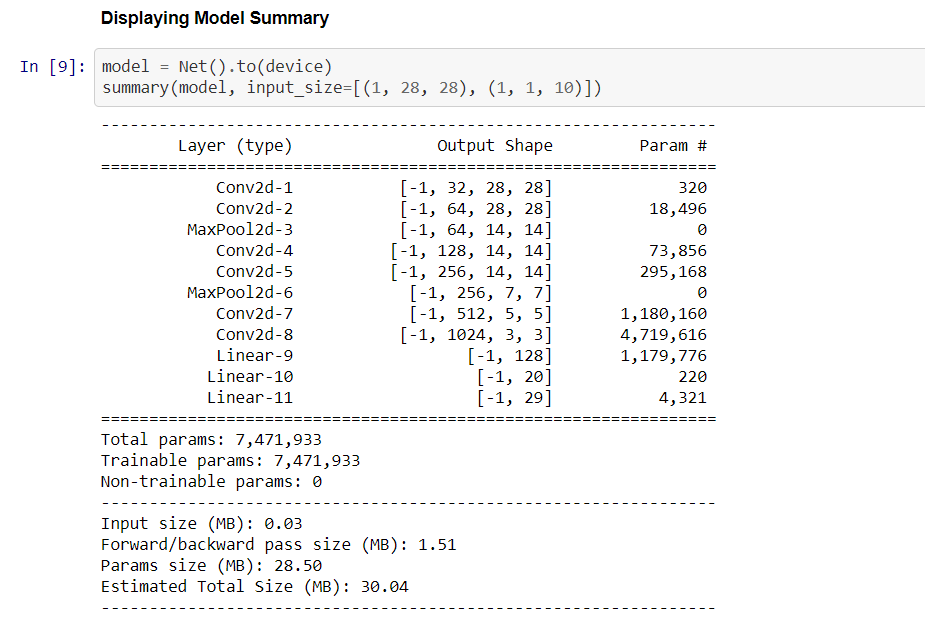 Displaying Model Summary
In [9]: model = Net().to(device)
summary(model, input_size=[(1, 28, 28), (1, 1, 10)])
----------------------------------------------------------------
Layer (type) Output Shape Param #
================================================================
Conv2d-1 [-1, 32, 28, 28] 320
Conv2d-2 [-1, 64, 28, 28] 18,496
MaxPool2d-3 [-1, 64, 14, 14] 0
Conv2d-4 [-1, 128, 14, 14] 73,856
Conv2d-5 [-1, 256, 14, 14] 295,168
MaxPool2d-6 [-1, 256, 7, 7] 0
Conv2d-7 [-1, 512, 5, 5] 1,180,160
Conv2d-8 [-1, 1024, 3, 3] 4,719,616
Linear-9 [-1, 128] 1,179,776
Linear-10 [-1, 20] 220
Linear-11 [-1, 29] 4,321
================================================================
Total params: 7,471,933
Trainable params: 7,471,933
Non-trainable params: 0
----------------------------------------------------------------
Input size (MB): 0.03
Forward/backward pass size (MB): 1.51
Params size (MB): 28.50
Estimated Total Size (MB): 30.04
----------------------------------------------------------------